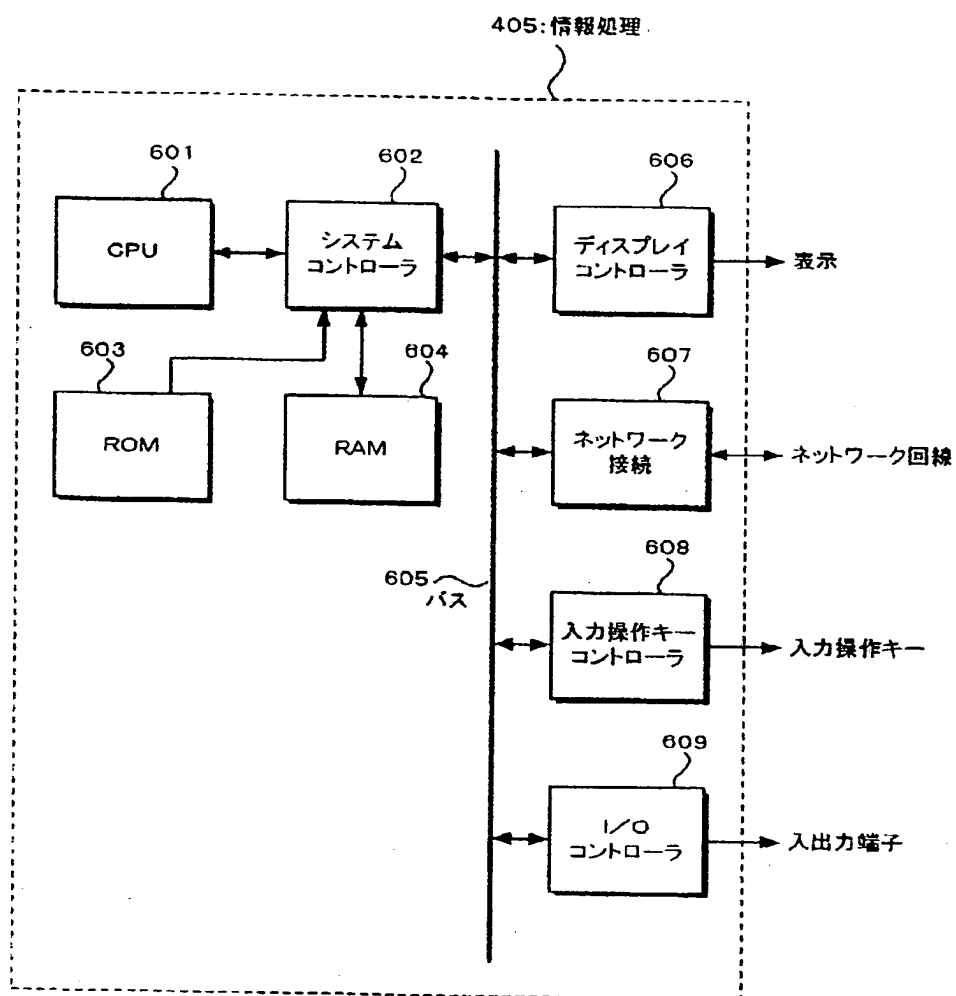 405:情報処理
601
CPU
602
システム
コントローラ
606
ディスプレイ
コントローラ
表示
603
ROM
604
RAM
607
ネットワーク
接続
ネットワーク回線
605
バス
608
入力操作キー
コントローラ
入力操作キー
609
I/O
コントローラ
入出力端子